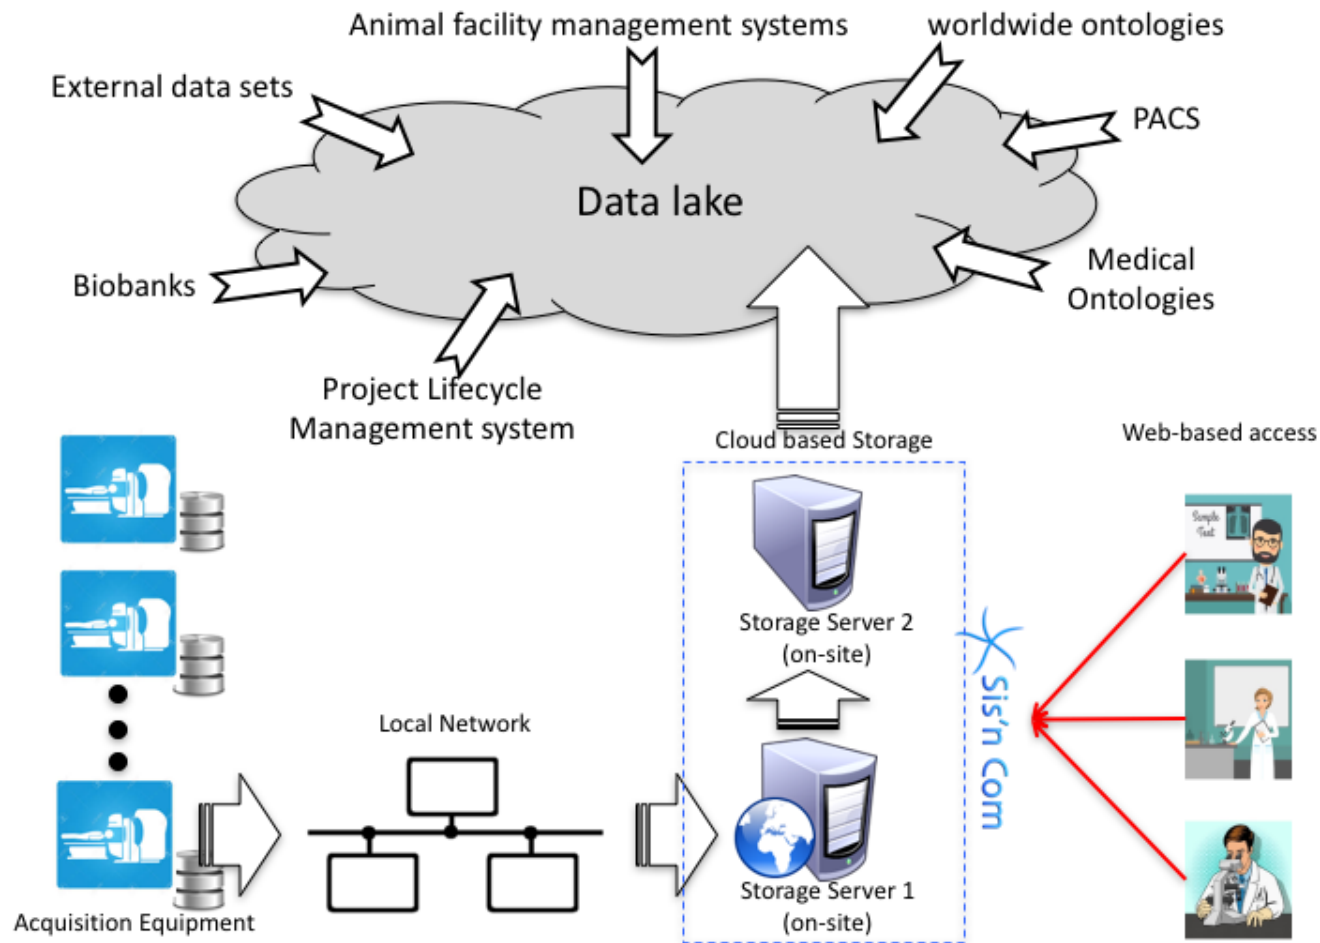 Animal facility management systems
worldwide ontologies
External data sets
PACS
Data lake
Biobanks
Medical
Ontologies
Project Lifecycle
Management system
Cloud based Storage
Web-based access
Sample
Text
Storage Server 2
(on-site)
Sis'n Com
Local Network
Storage Server 1
(on-site)
Acquisition Equipment